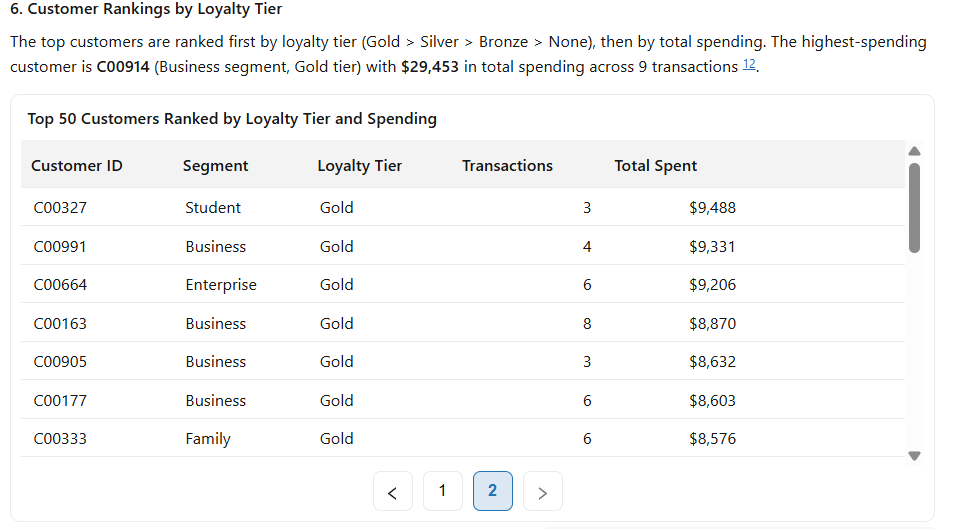 6. Customer Rankings by Loyalty Tier
The top customers are ranked first by loyalty tier (Gold > Silver > Bronze > None), then by total spending. The highest-spending
customer is C00914 (Business segment, Gold tier) with $29,453 in total spending across 9 transactions 12.
Top 50 Customers Ranked by Loyalty Tier and Spending
Customer ID Segment Loyalty Tier Transactions Total Spent
C00327 Student Gold 3 $9,488
C00991 Business Gold 4 $9,331
C00664 Enterprise Gold 6 $9,206
C00163 Business Gold 8 $8,870
C00905 Business Gold 3 $8,632
C00177 Business Gold 6 $8,603
C00333 Family Gold 6 $8,576
< 1 2 >